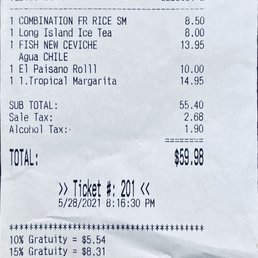 1 COMBINATION FR RICE SM 8.50
1 Long Island Ice Tea 8.00
1 FISH NEW CEVICHE 13.95
Agua CHILE
1 El Paisano Rolll 10.00
1 1.Tropical Margarita 14.95
SUB TOTAL: 55.40
Sale Tax: 2.68
Alcohol Tax: 1.90
TOTAL: $59.98
>> Ticket #: 201 <<
5/28/2021 8:16:30 PM
10% Gratuity = $5.54
15% Gratuity = $8.31